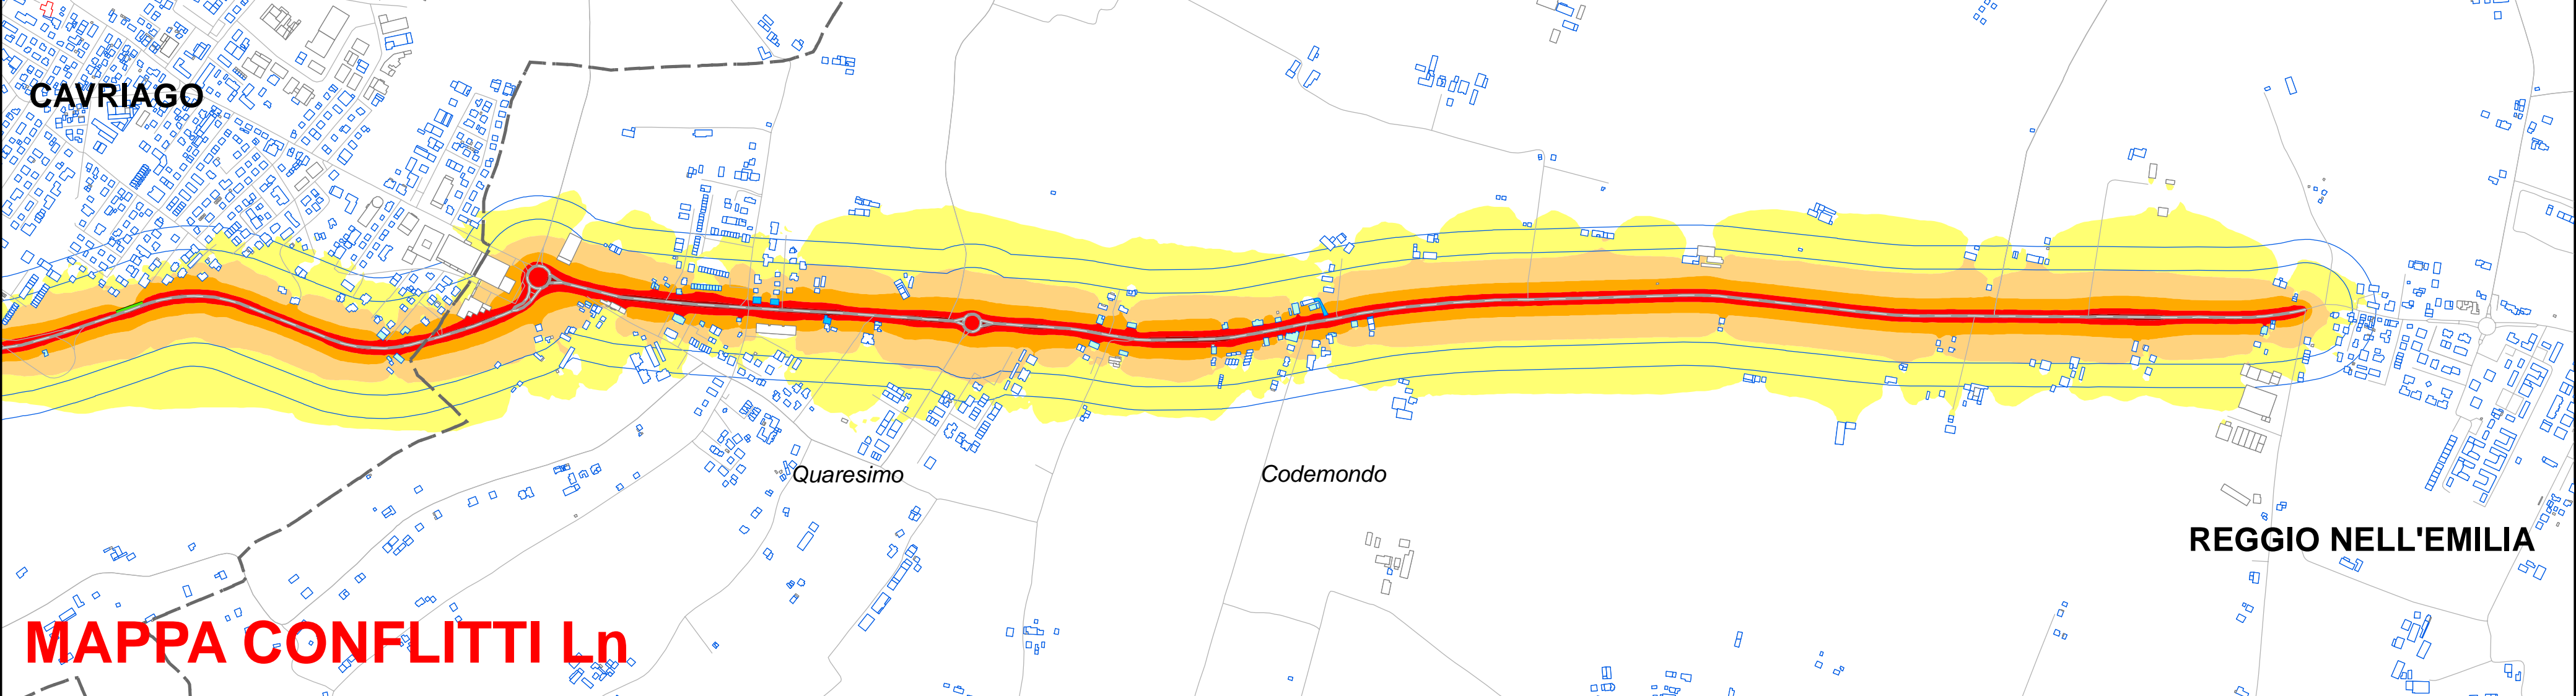 CAVRIAGO
Quaresimo
Codemondo
REGGIO NELL'EMILIA
MAPPA CONFLITTI Ln